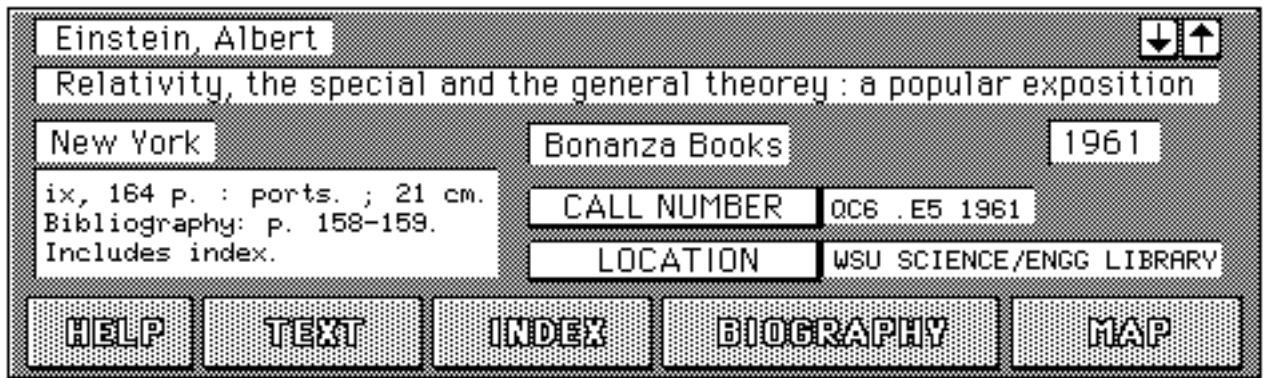 Einstein, Albert
Relativity, the special and the general theorey : a popular exposition
New York
Bonanza Books
1961
ix, 164 p. : ports. ; 21 cm.
Bibliography: p. 158-159.
Includes index.
CALL NUMBER
OC6 .E5 1961
LOCATION
WSU SCIENCE/ENGG LIBRARY
HELP
TEXT
INDEX
BIOGRAPHY
MAP